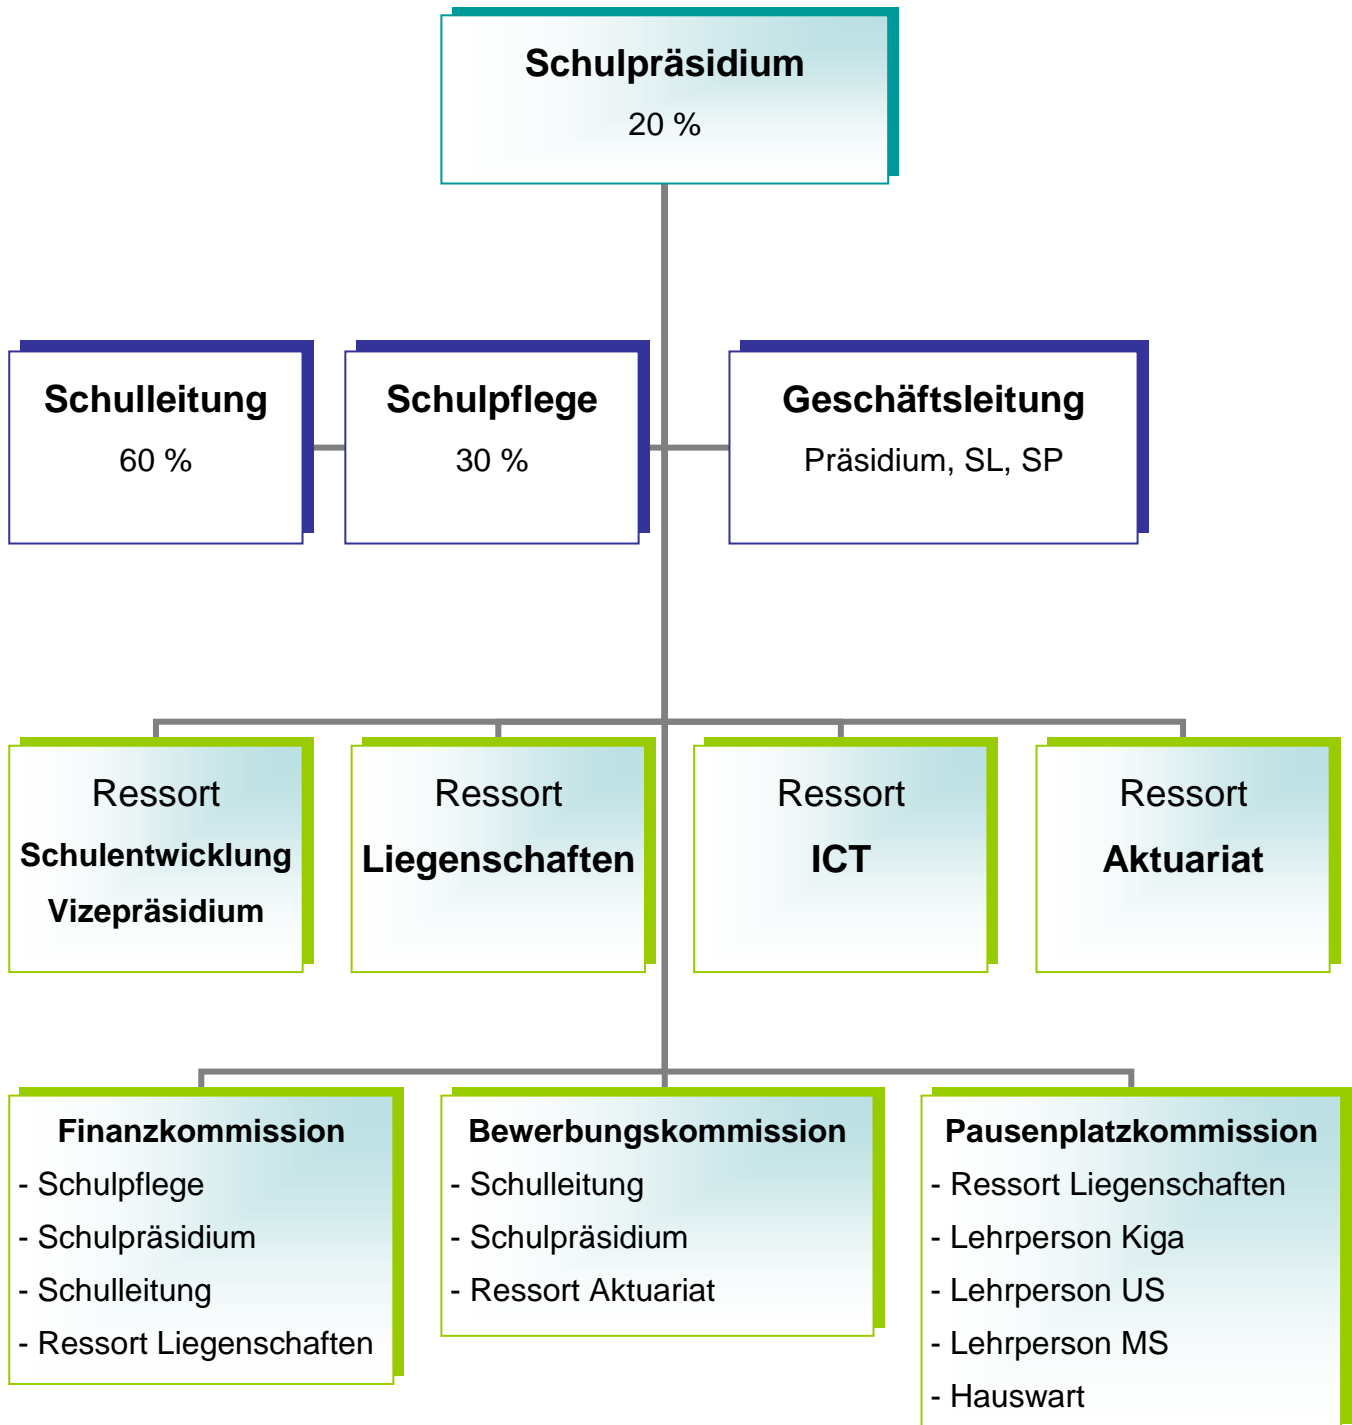 Schulpräsidium
20 %
Schulleitung
60 %
Schulpflege
30 %
Geschäftsleitung
Präsidium, SL, SP
Ressort
Schulentwicklung
Vizepräsidium
Ressort
Liegenschaften
Ressort
ICT
Ressort
Aktuariat
Finanzkommission
- Schulpflege
- Schulpräsidium
- Schulleitung
- Ressort Liegenschaften
Bewerbungskommission
- Schulleitung
- Schulpräsidium
- Ressort Aktuariat
Pausenplatzkommission
- Ressort Liegenschaften
- Lehrperson Kiga
- Lehrperson US
- Lehrperson MS
- Hauswart